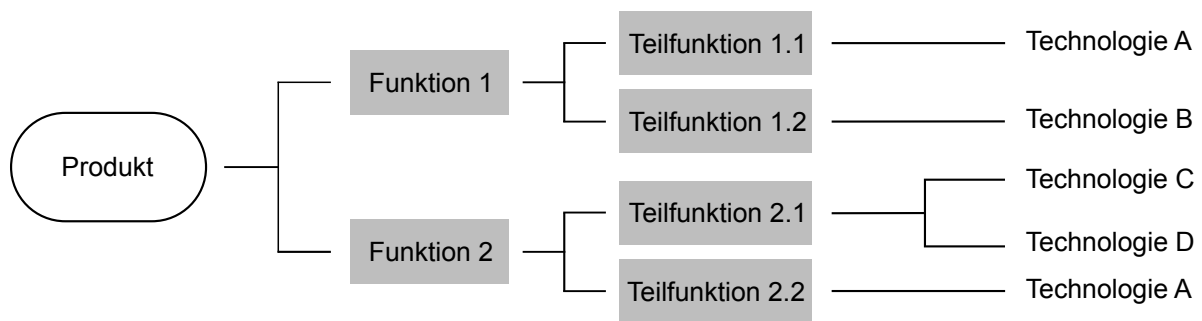 Produkt
Funktion 1
Funktion 2
Teilfunktion 1.1
Teilfunktion 1.2
Teilfunktion 2.1
Teilfunktion 2.2
Technologie A
Technologie B
Technologie C
Technologie D
Technologie A